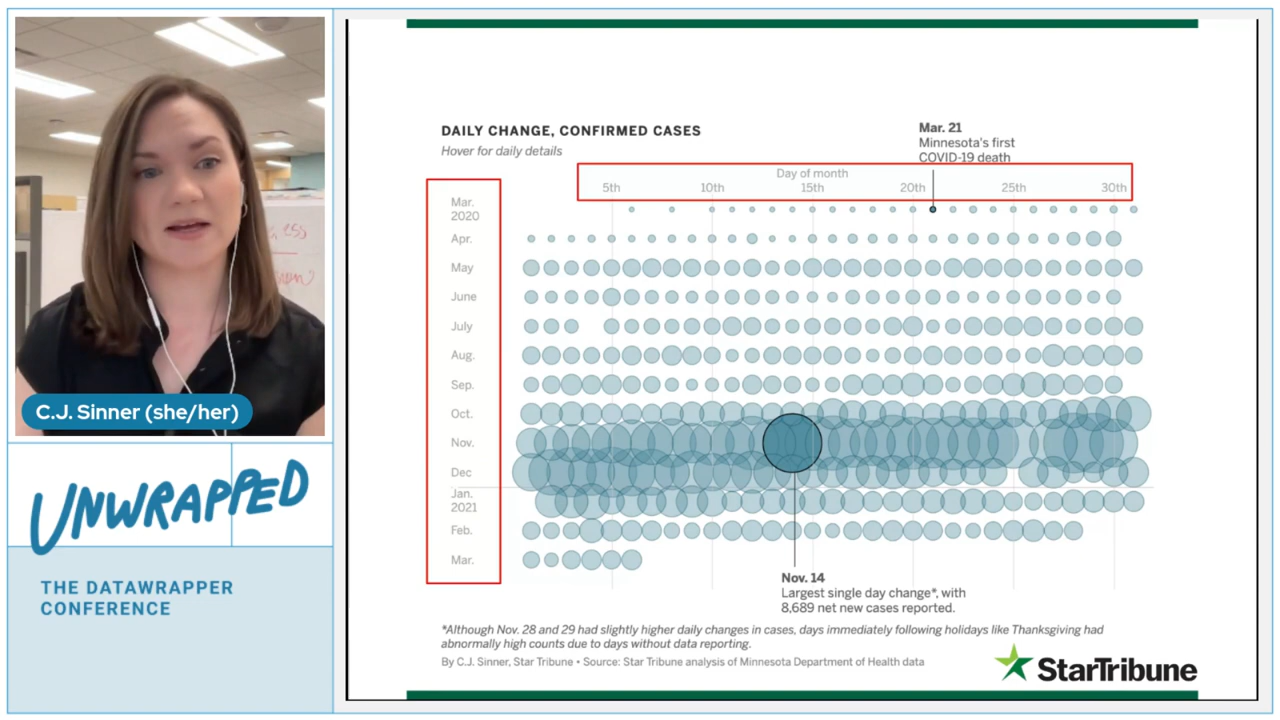 ess
C.J. Sinner (she/her)
UNWRAPPED
THE DATAWRAPPER
CONFERENCE
DAILY CHANGE, CONFIRMED CASES
Hover for daily details
Mar. 21
Minnesota's first
COVID-19 death
Day of month
5th 10th 15th 20th 25th 30th
Mar.
2020
Apr.
May
June
July
Aug.
Sep.
Oct.
Nov.
Dec
Jan.
2021
Feb.
Mar.
Nov. 14
Largest single day change*, with
8,689 net new cases reported.
*Although Nov. 28 and 29 had slightly higher daily changes in cases, days immediately following holidays like Thanksgiving had
abnormally high counts due to days without data reporting.
By C.J. Sinner, Star Tribune • Source: Star Tribune analysis of Minnesota Department of Health data
StarTribune